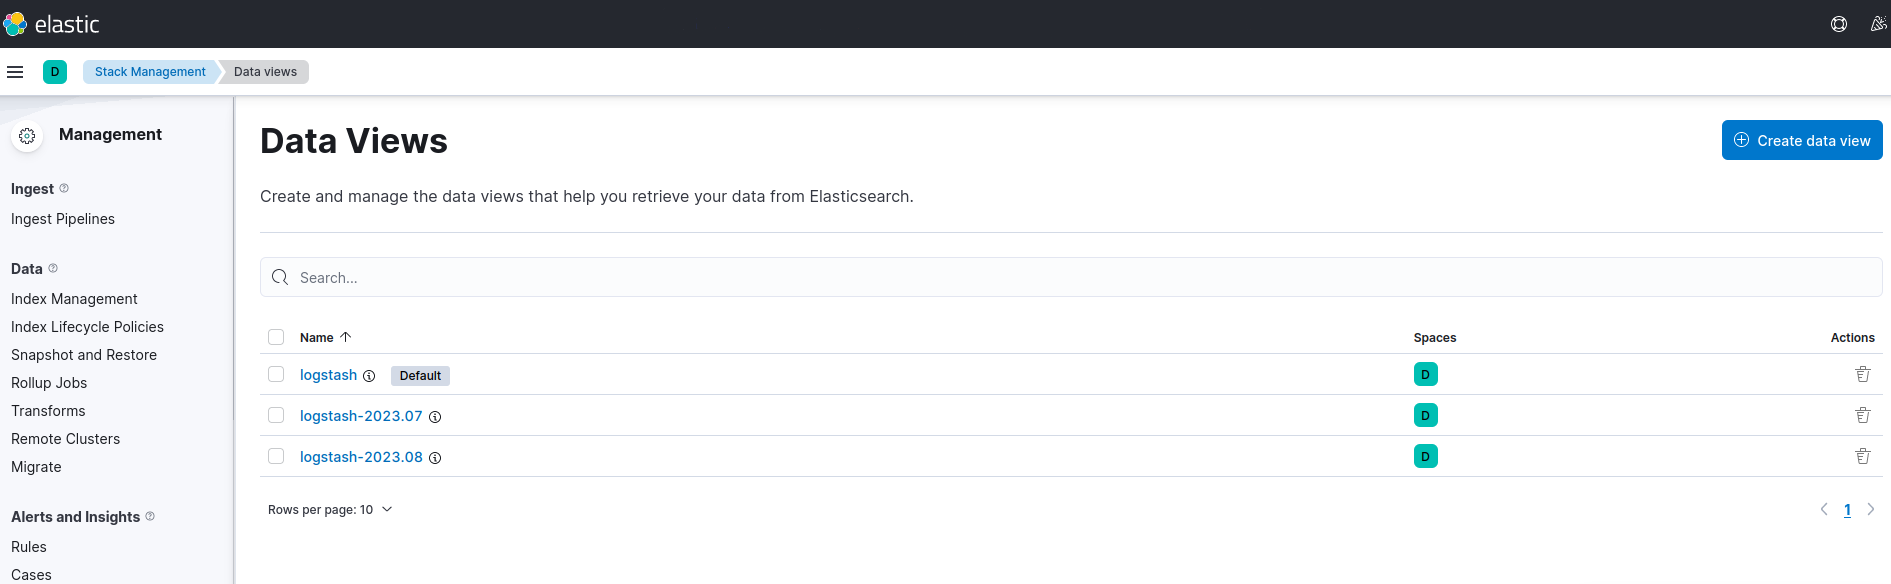 elastic
D
Stack Management
Data views
Management
Ingest
Ingest Pipelines
Data
Index Management
Index Lifecycle Policies
Snapshot and Restore
Rollup Jobs
Transforms
Remote Clusters
Migrate
Alerts and Insights
Rules
Cases
Data Views
Create data view
Create and manage the data views that help you retrieve your data from Elasticsearch.
Search...
Name Spaces Actions
logstash Default D
logstash-2023.07 D
logstash-2023.08 D
Rows per page: 10
1